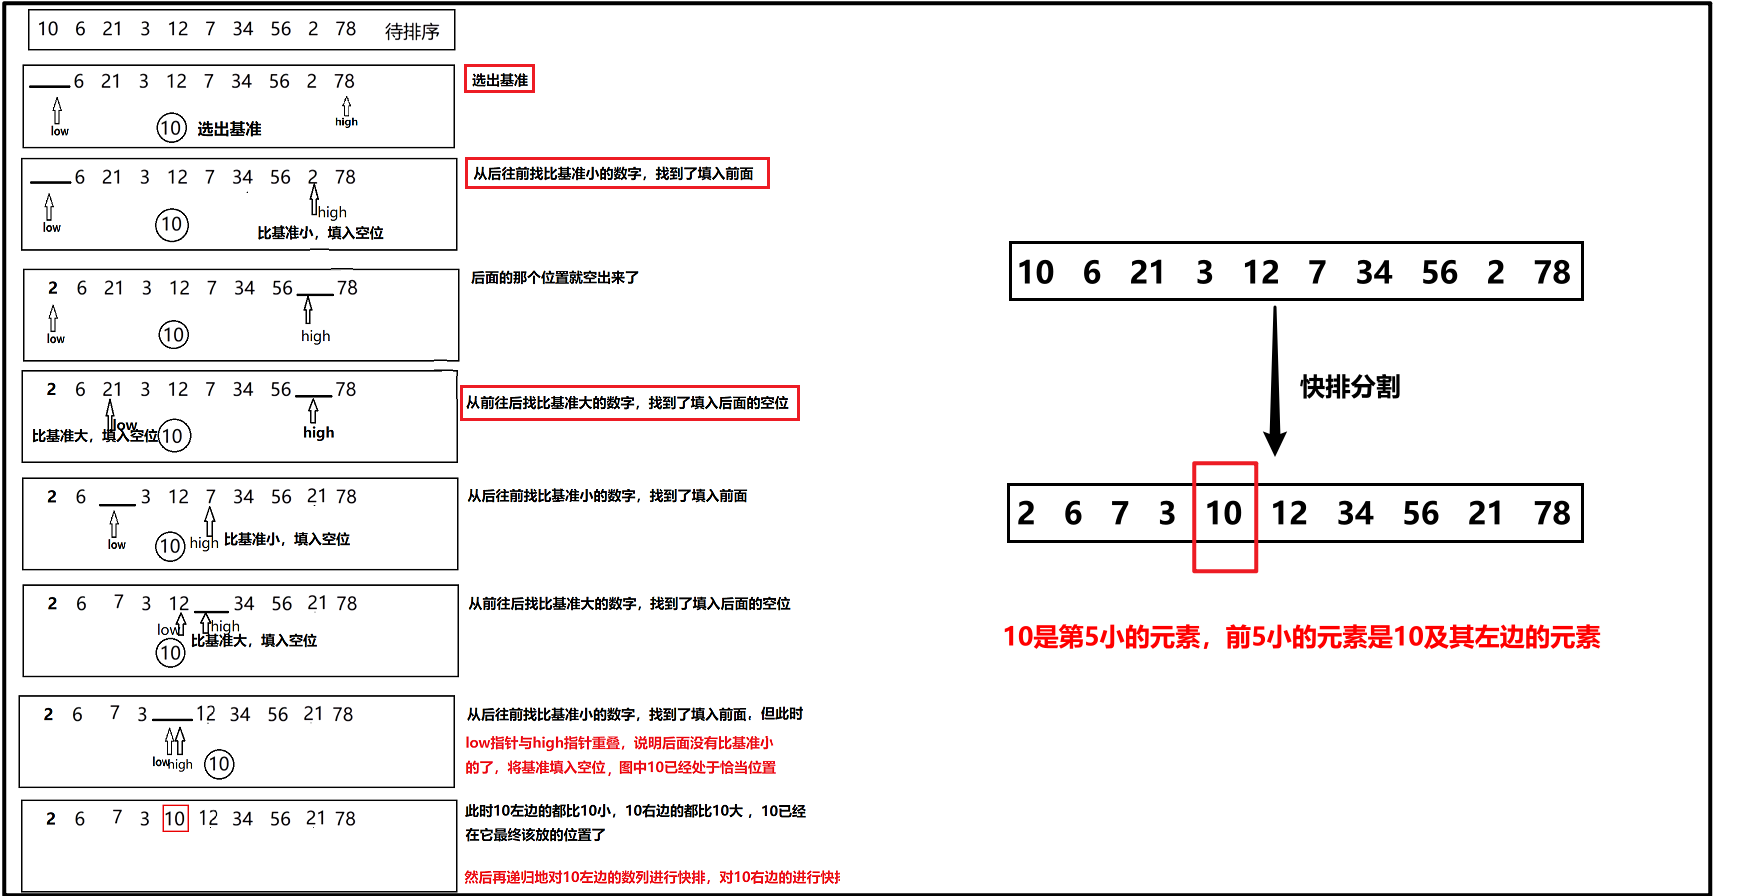 10 6 21 3 12 7 34 56 2 78 待排序
6 21 3 12 7 34 56 2 78
low
10 选出基准
high
选出基准
6 21 3 12 7 34 56 2 78
low
10
high
比基准小，填入空位
从后往前找比基准小的数字，找到了填入前面
2 6 21 3 12 7 34 56 78
low
10
high
后面的那个位置就空出来了
2 6 21 3 12 7 34 56 78
low
比基准大，填入空位 10
high
从前往后找比基准大的数字，找到了填入后面的空位
2 6 3 12 7 34 56 21 78
low
10 high 比基准小，填入空位
从后往前找比基准小的数字，找到了填入前面
2 6 7 3 12 34 56 21 78
low high
10 比基准大，填入空位
从前往后找比基准大的数字，找到了填入后面的空位
2 6 7 3 12 34 56 21 78
low high 10
从后往前找比基准小的数字，找到了填入前面，但此时
low指针与high指针重叠，说明后面没有比基准小
的了，将基准填入空位，图中10已经处于恰当位置
2 6 7 3 10 12 34 56 21 78
此时10左边的都比10小，10右边的都比10大，10已经
在它最终该放的位置了
然后再递归地对10左边的数列进行快排，对10右边的进行快
10 6 21 3 12 7 34 56 2 78
快排分割
2 6 7 3 10 12 34 56 21 78
10是第5小的元素，前5小的元素是10及其左边的元素